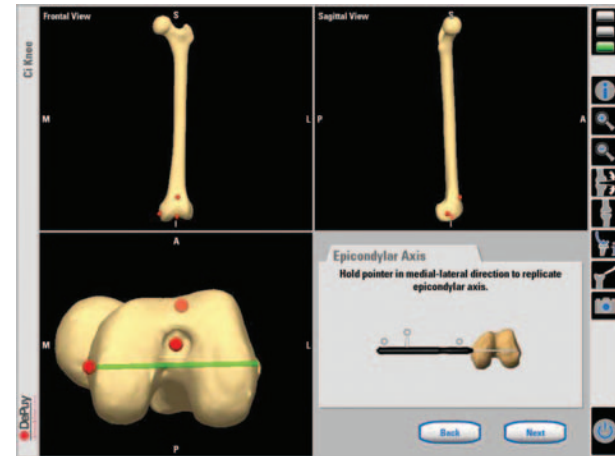 Ci Knee
Frontal View
S
M
L
I
Sagittal View
S
P
A
I
A
M
L
P
Epicondylar Axis
Hold pointer in medial-lateral direction to replicate
epicondylar axis.
Back
Next
DePuy